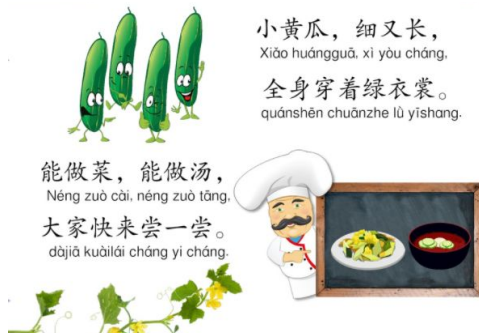 小黄瓜，细又长，
Xiǎo huángguā, xì yòu cháng,
全身穿着绿衣裳。
quánshēn chuānzhe lǜ yīshang.
能做菜，能做汤，
Néng zuò cài, néng zuò tāng,
大家快来尝一尝。
dàjiā kuàilái cháng yi cháng.